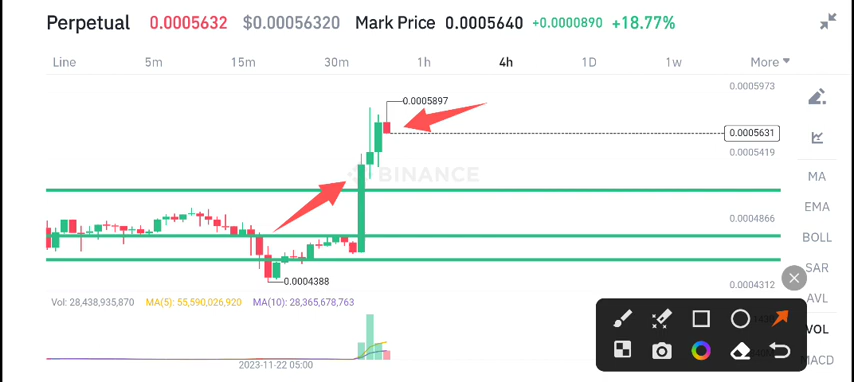 Perpetual 0.0005632 $0.00056320 Mark Price 0.0005640 +0.0000890 +18.77%
Line 5m 15m 30m 1h 4h 1D 1w More
0.0005973
0.0005897
0.0005631
0.0005419
BINANCE
MA
EMA
0.0004866
BOLL
SAR
0.0004388
0.0004312
AVL
Vol: 28,438,935,870 MA(5): 55,590,026,920 MA(10): 28,365,678,763
VOL
MACD
2023-11-22 05:00